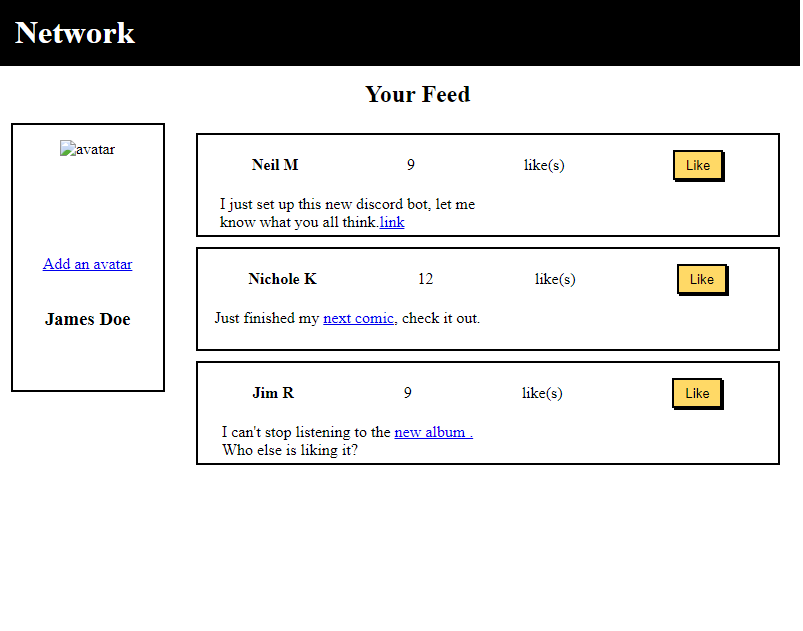 Network
Your Feed
avatar
Add an avatar
James Doe
Neil M 9 like(s) Like
I just set up this new discord bot, let me
know what you all think.link
Nichole K 12 like(s) Like
Just finished my next comic, check it out.
Jim R 9 like(s) Like
I can't stop listening to the new album .
Who else is liking it?